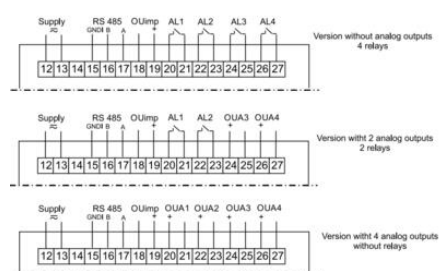 Supply RS 485 OUimp AL1 AL2 AL3 AL4
GNDI B A +
12 13 14 15 16 17 18 19 20 21 22 23 24 25 26 27
Version without analog outputs
4 relays
Supply RS 485 OUimp AL1 AL2 OUA3 OUA4
GNDI B A + + +
12 13 14 15 16 17 18 19 20 21 22 23 24 25 26 27
Version witht 2 analog outputs
2 relays
Supply RS 485 OUimp OUA1 OUA2 OUA3 OUA4
GNDI B A + + + + +
12 13 14 15 16 17 18 19 20 21 22 23 24 25 26 27
Version witht 4 analog outputs
without relays